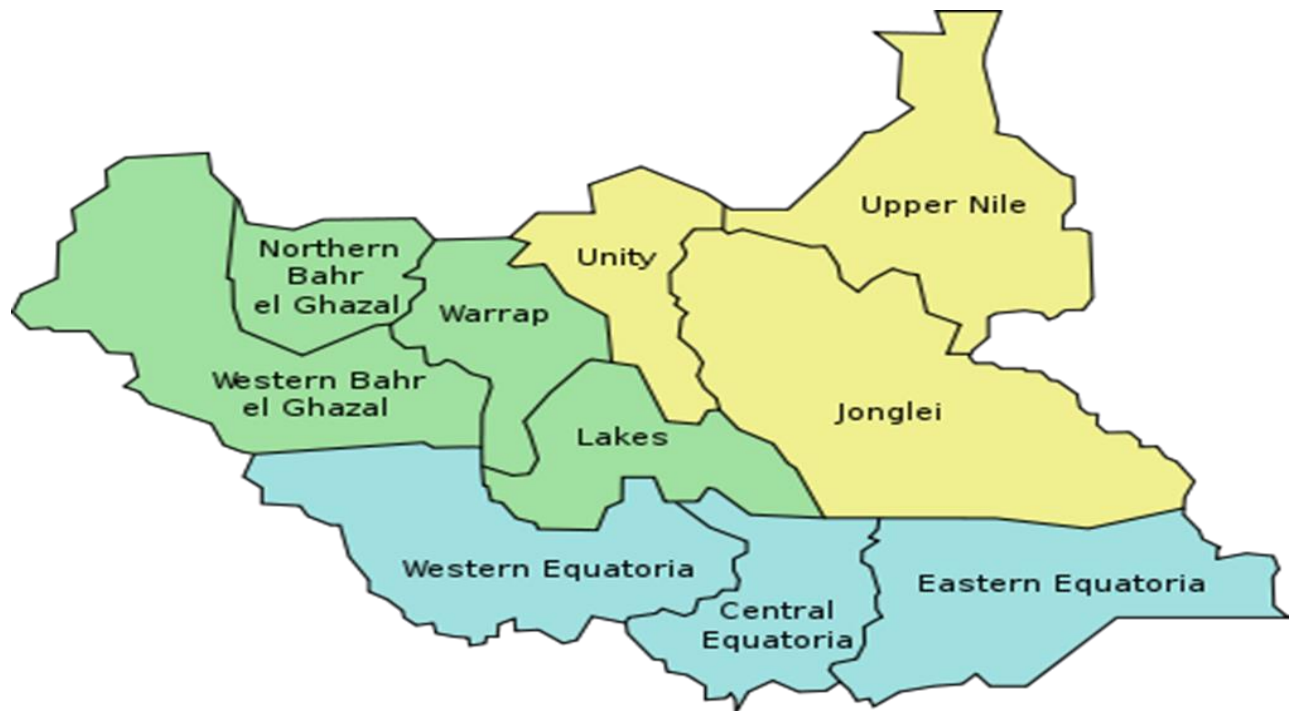 Upper Nile
Northern
Bahr
el Ghazal
Unity
Warrap
Western Bahr
el Ghazal
Jonglei
Lakes
Western Equatoria
Eastern Equatoria
Central
Equatoria